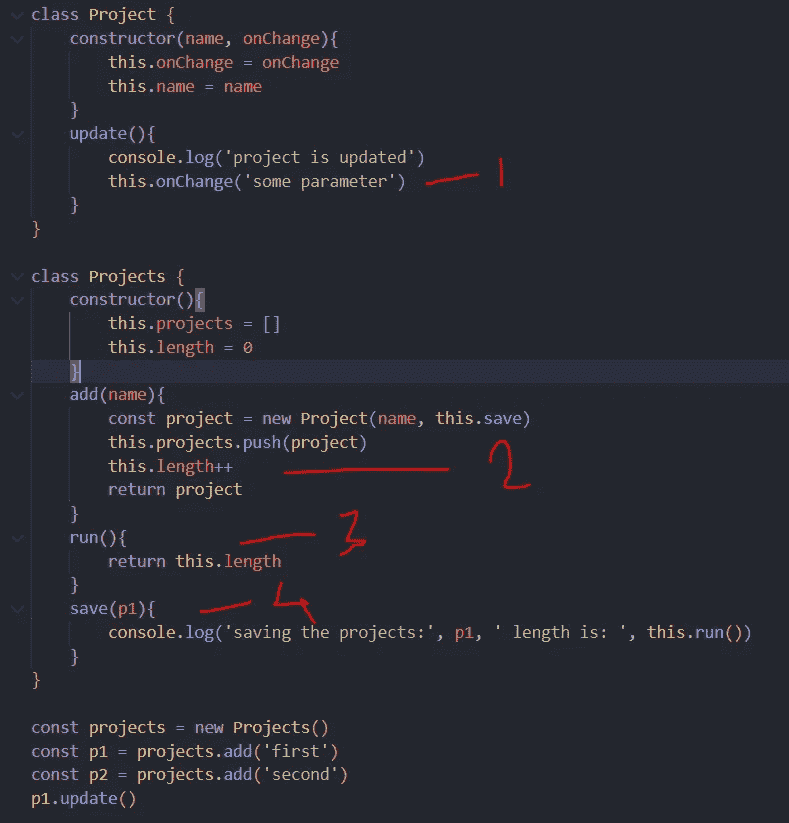 class Project {
constructor(name, onChange){
this.onChange = onChange
this.name = name
}
update(){
console.log('project is updated')
this.onChange('some parameter') 1
}
}
class Projects {
constructor(){
this.projects = []
this.length = 0
}
add(name){
const project = new Project(name, this.save)
this.projects.push(project)
this.length++ 2
return project
}
run(){ 3
return this.length
}
save(p1){ 4
console.log('saving the projects:', p1, ' length is: ', this.run())
}
}
const projects = new Projects()
const p1 = projects.add('first')
const p2 = projects.add('second')
p1.update()